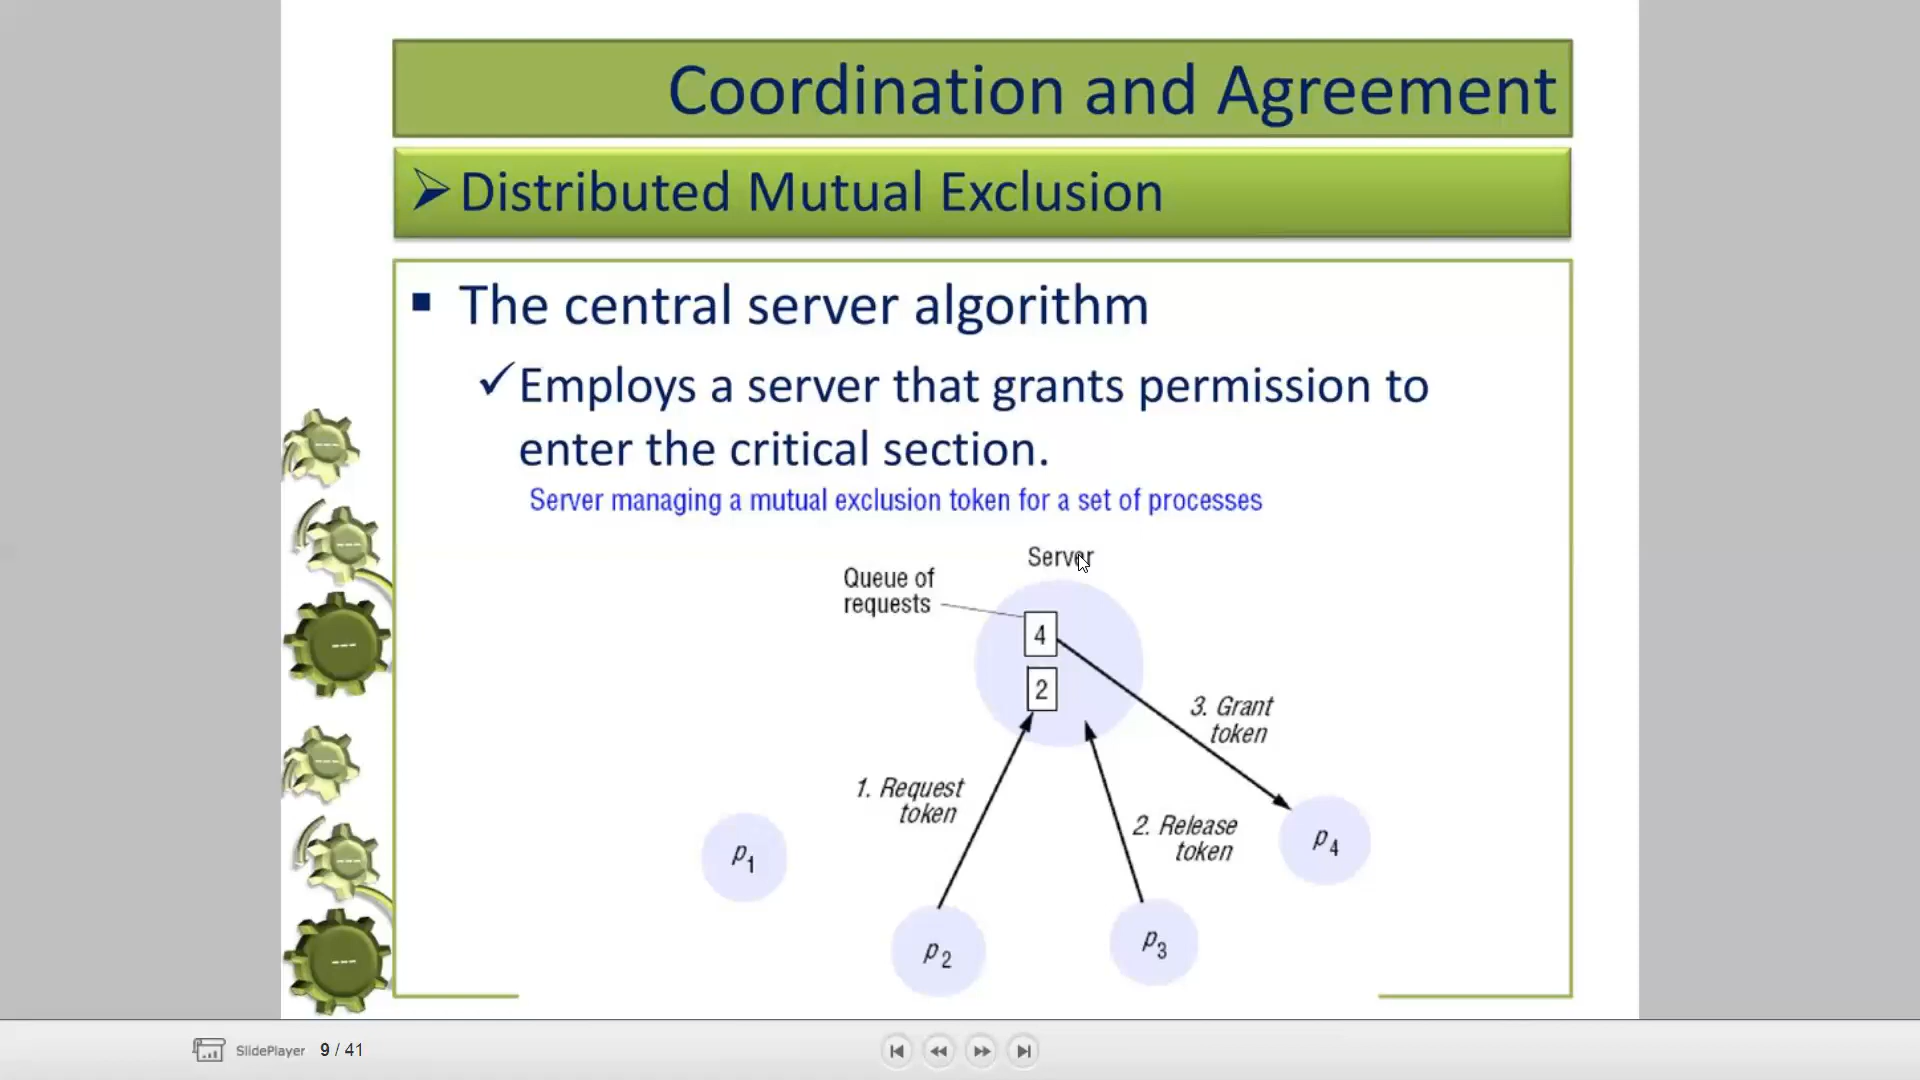 Coordination and Agreement
Distributed Mutual Exclusion
The central server algorithm
Employs a server that grants permission to
enter the critical section.
Server managing a mutual exclusion token for a set of processes
Server
Queue of
requests
4
2
3. Grant
token
1. Request
token
2. Release
token
p1
p2
p3
p4
---
---
---
---
---
---
SlidePlayer 9 / 41